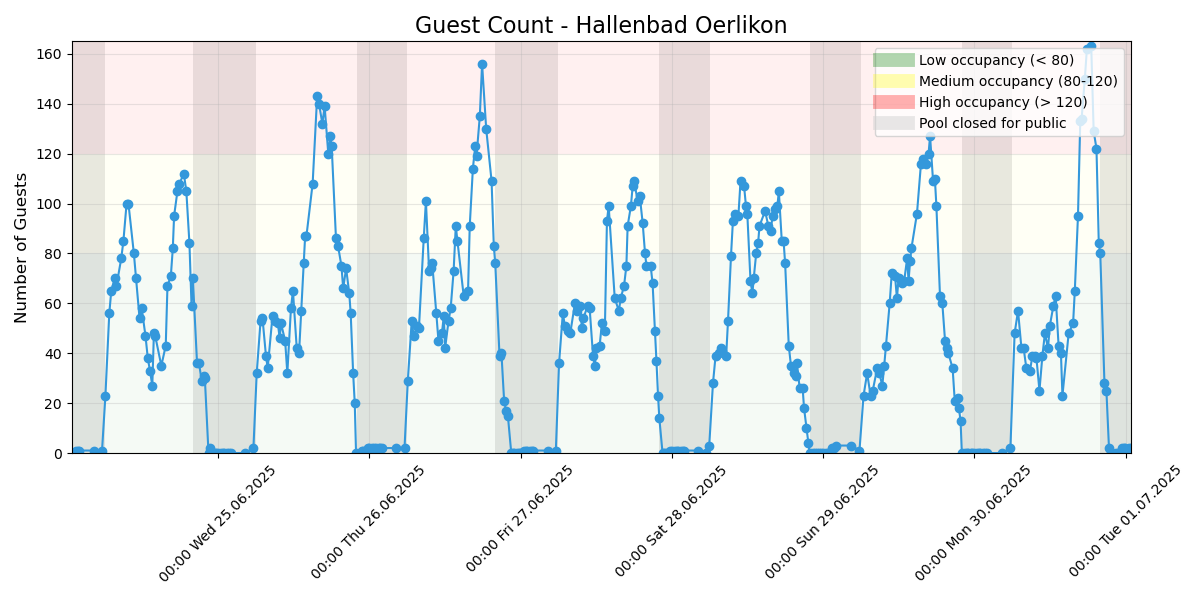 Guest Count - Hallenbad Oerlikon
Number of Guests
160
140
120
100
80
60
40
20
0
Low occupancy (< 80)
Medium occupancy (80-120)
High occupancy (> 120)
Pool closed for public
00:00 Wed 25.06.2025
00:00 Thu 26.06.2025
00:00 Fri 27.06.2025
00:00 Sat 28.06.2025
00:00 Sun 29.06.2025
00:00 Mon 30.06.2025
00:00 Tue 01.07.2025